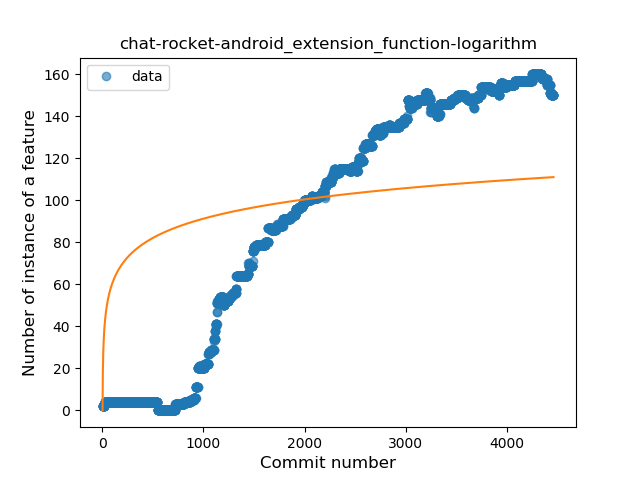 chat-rocket-android_extension_function-logarithm
data
Number of instance of a feature
160
140
120
100
80
60
40
20
0
0 1000 2000 3000 4000
Commit number